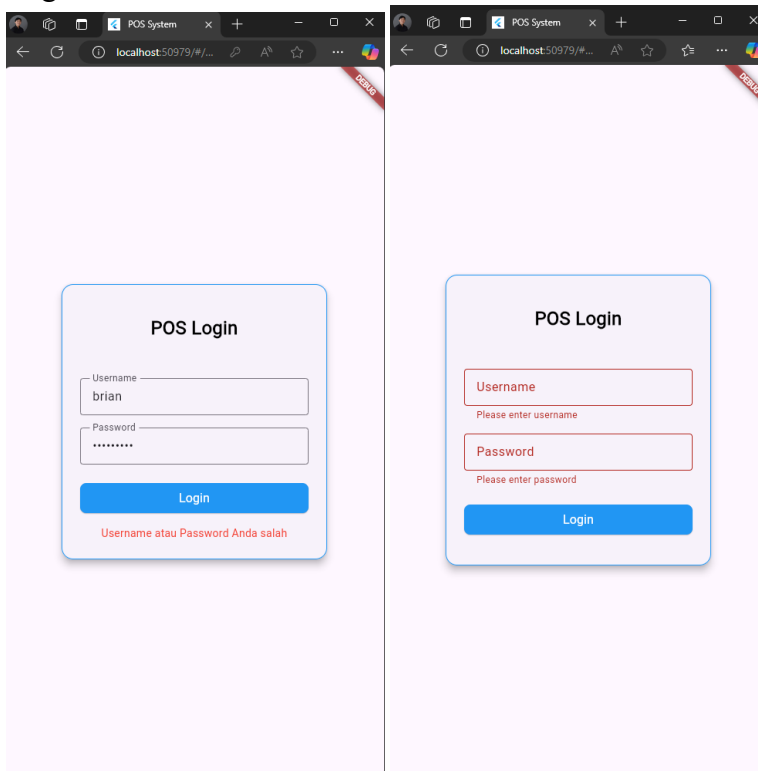 POS System
localhost:50979/#/...
DEBUG
POS Login
Username
brian
Password
•••••••••
Login
Username atau Password Anda salah
POS System
localhost:50979/#...
DEBUG
POS Login
Username
Please enter username
Password
Please enter password
Login